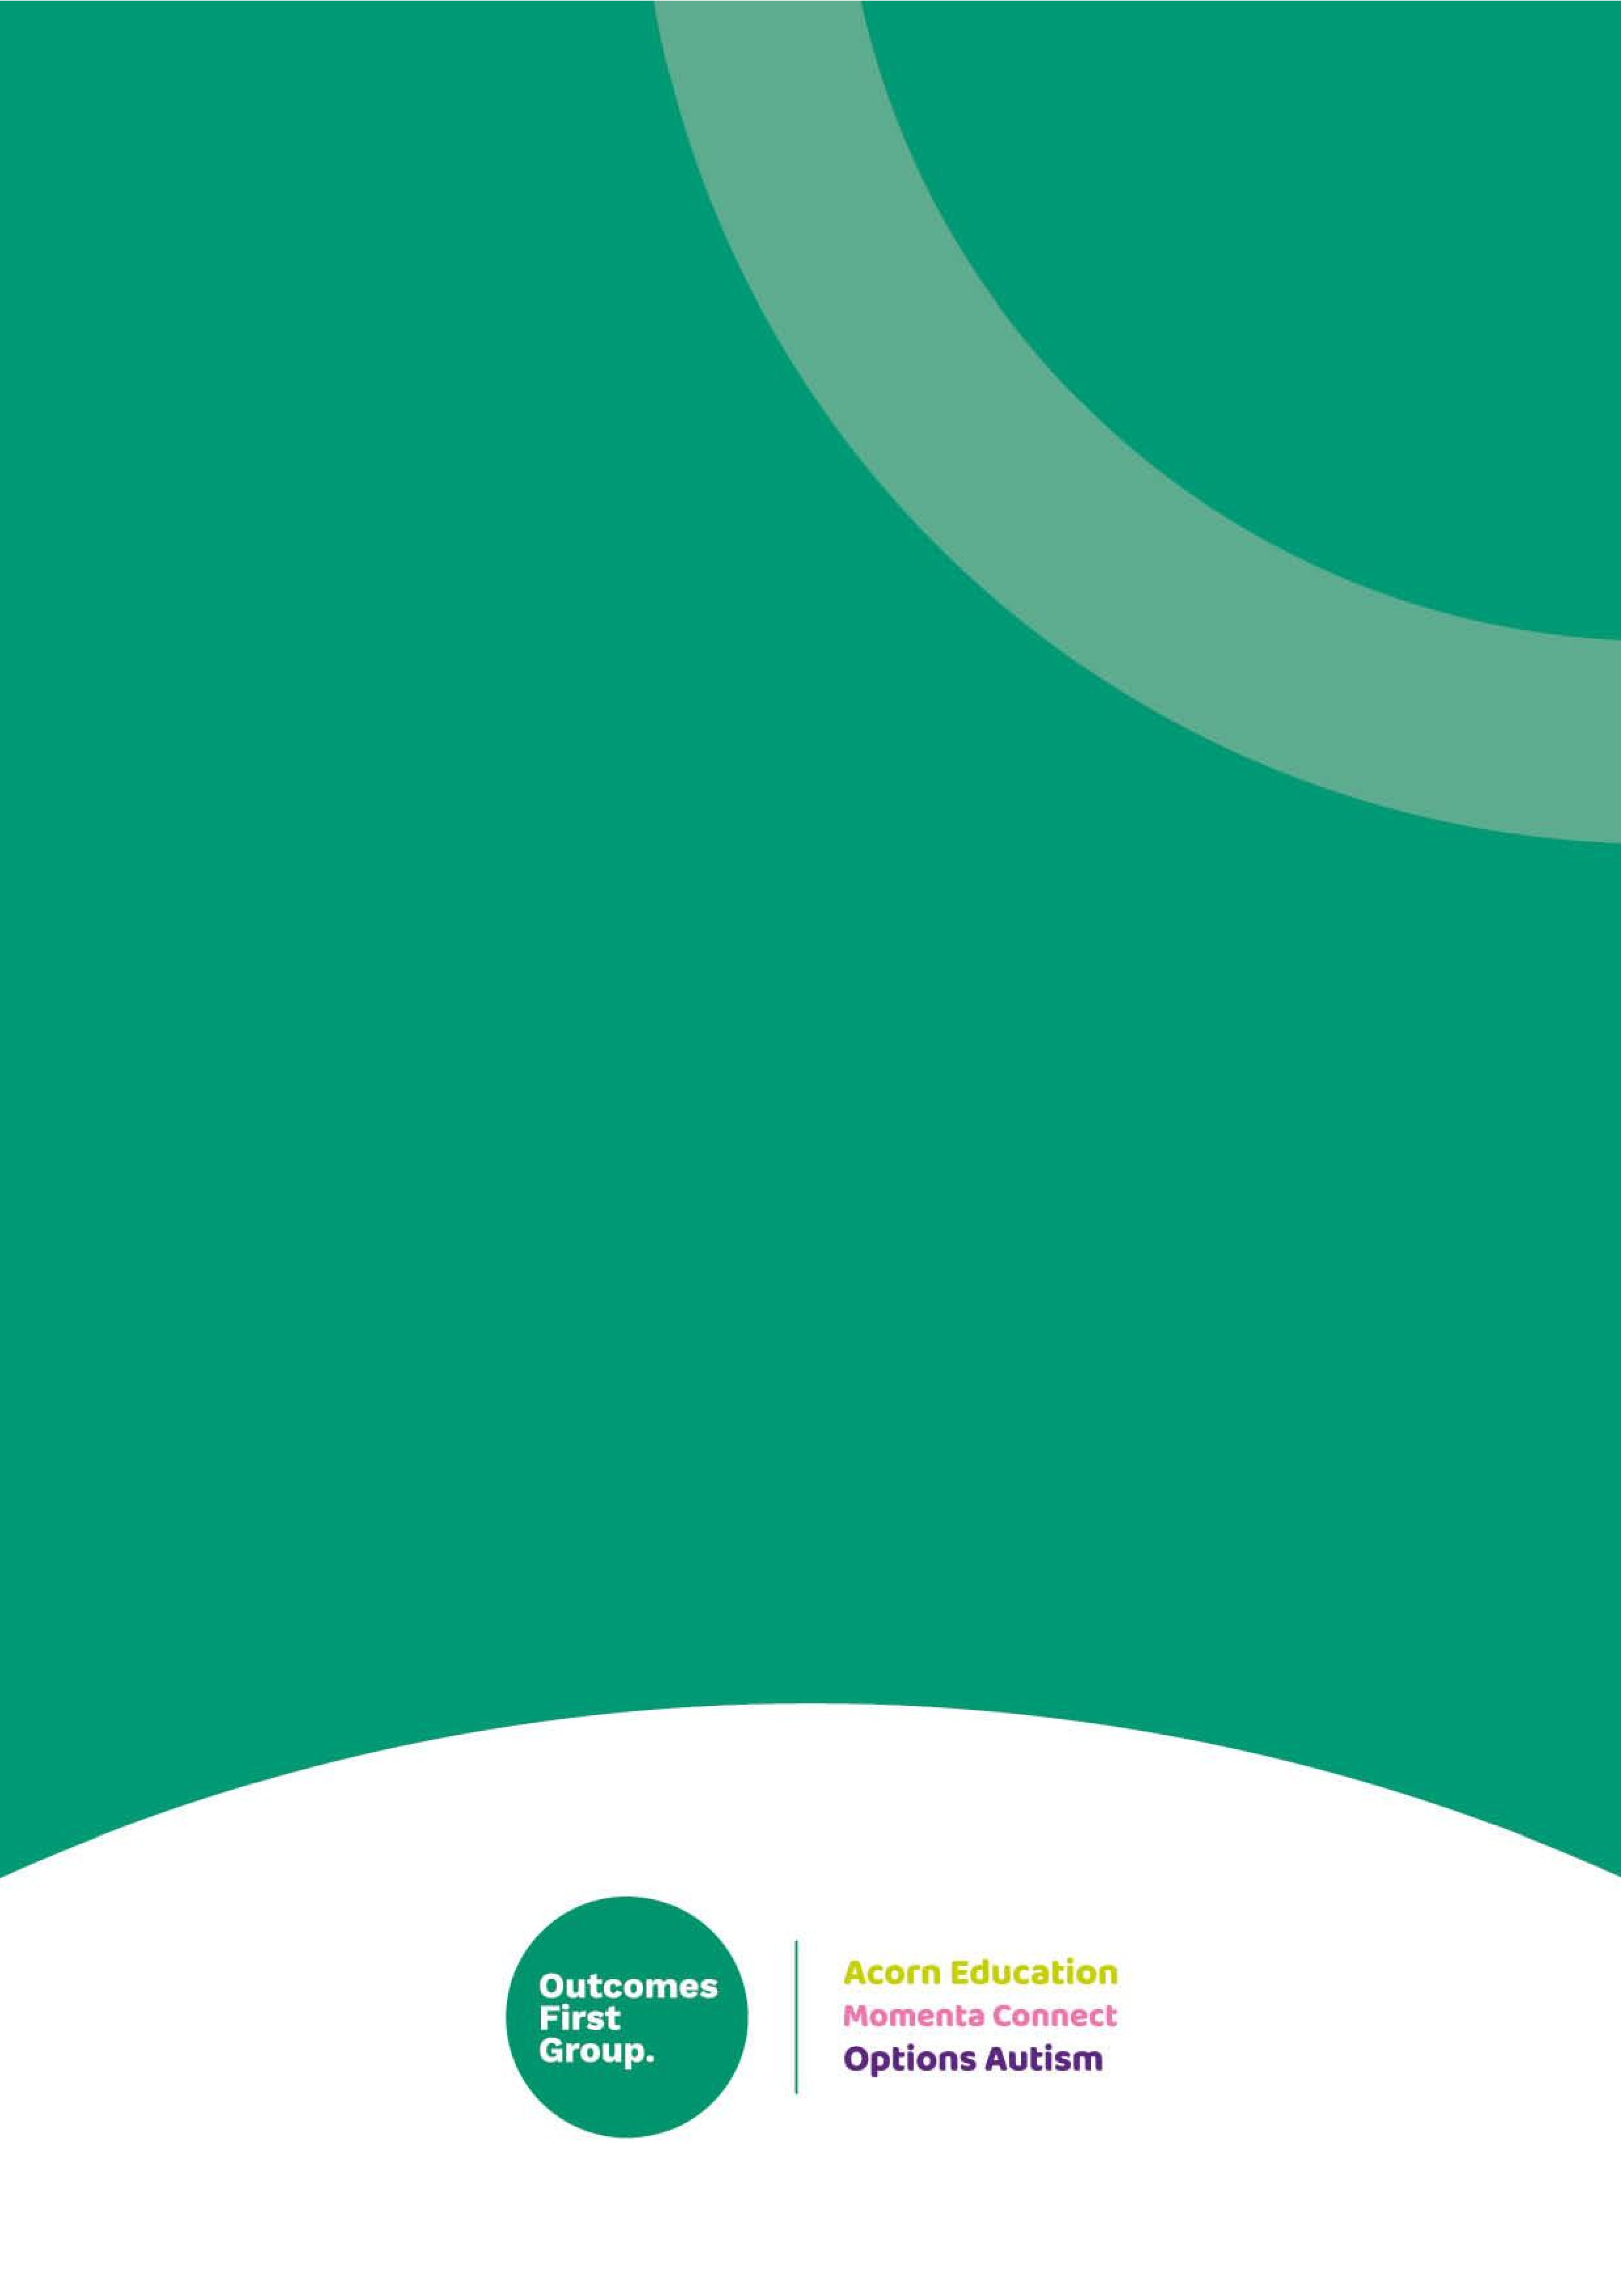 Outcomes
First
Group.
Acorn Education
Momenta Connect
Options Autism